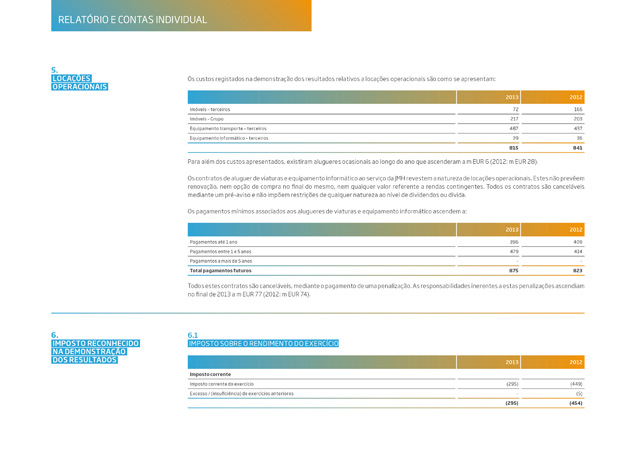 RELATÓRIO E CONTAS INDIVIDUAL
5.
LOCAÇÕES
OPERACIONAIS
Os custos registados na demonstração dos resultados relativos a locações operacionais são como se apresentam:
2013 2012
Imóveis – terceiros 72 165
Imóveis – Grupo 217 203
Equipamento transporte – terceiros 487 437
Equipamento informático – terceiros 39 36
815 841
Para além dos custos apresentados, existiram alugueres ocasionais ao longo do ano que ascenderam a m EUR 6 (2012: m EUR 28).
Os contratos de aluguer de viaturas e equipamento informático ao serviço da JMH revestem a natureza de locações operacionais. Estes não prevêem
renovação, nem opção de compra no final do mesmo, nem qualquer valor referente a rendas contingentes. Todos os contratos são canceláveis
mediante um pré-aviso e não impõem restrições de qualquer natureza ao nível de dividendos ou dívida.
Os pagamentos mínimos associados aos alugueres de viaturas e equipamento informático ascendem a:
2013 2012
Pagamentos até 1 ano 396 409
Pagamentos entre 1 e 5 anos 479 414
Pagamentos a mais de 5 anos - -
Total pagamentos futuros 875 823
Todos estes contratos são canceláveis, mediante o pagamento de uma penalização. As responsabilidades inerentes a estas penalizações ascendiam
no final de 2013 a m EUR 77 (2012: m EUR 74).
6.
IMPOSTO RECONHECIDO
NA DEMONSTRAÇÃO
DOS RESULTADOS
6.1
IMPOSTO SOBRE O RENDIMENTO DO EXERCÍCIO
2013 2012
Imposto corrente
Imposto corrente do exercício (295) (449)
Excesso / (insuficiência) de exercícios anteriores - (5)
(295) (454)